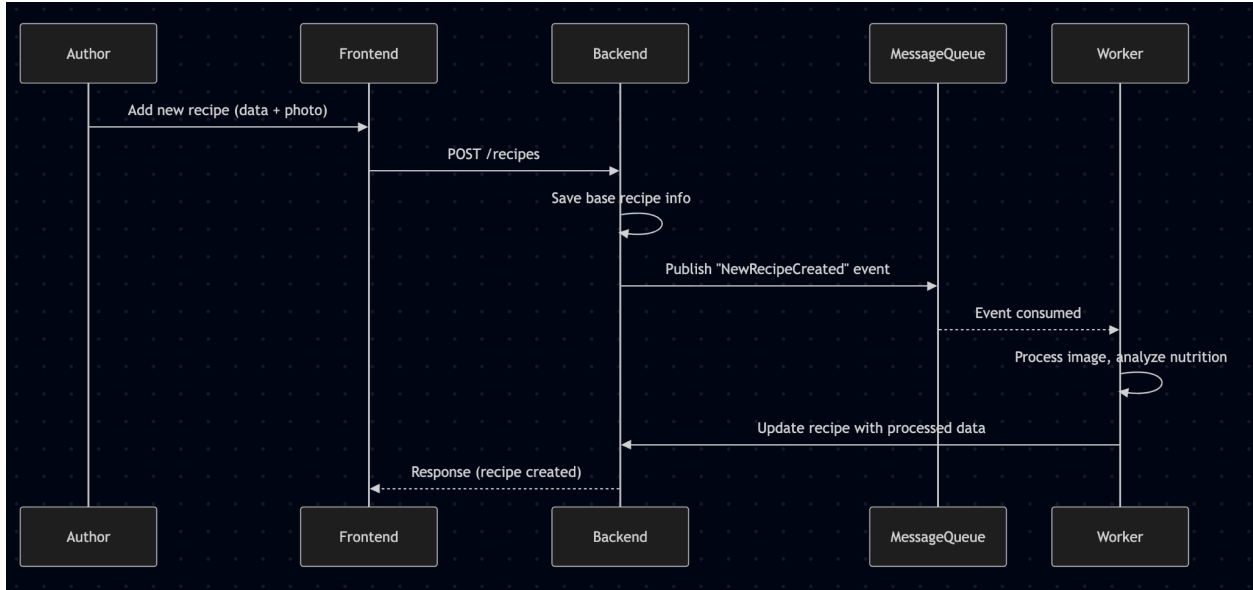 Author
Frontend
Backend
MessageQueue
Worker
Add new recipe (data + photo)
POST /recipes
Save base recipe info
Publish "NewRecipeCreated" event
Event consumed
Process image, analyze nutrition
Update recipe with processed data
Response (recipe created)
Author
Frontend
Backend
MessageQueue
Worker